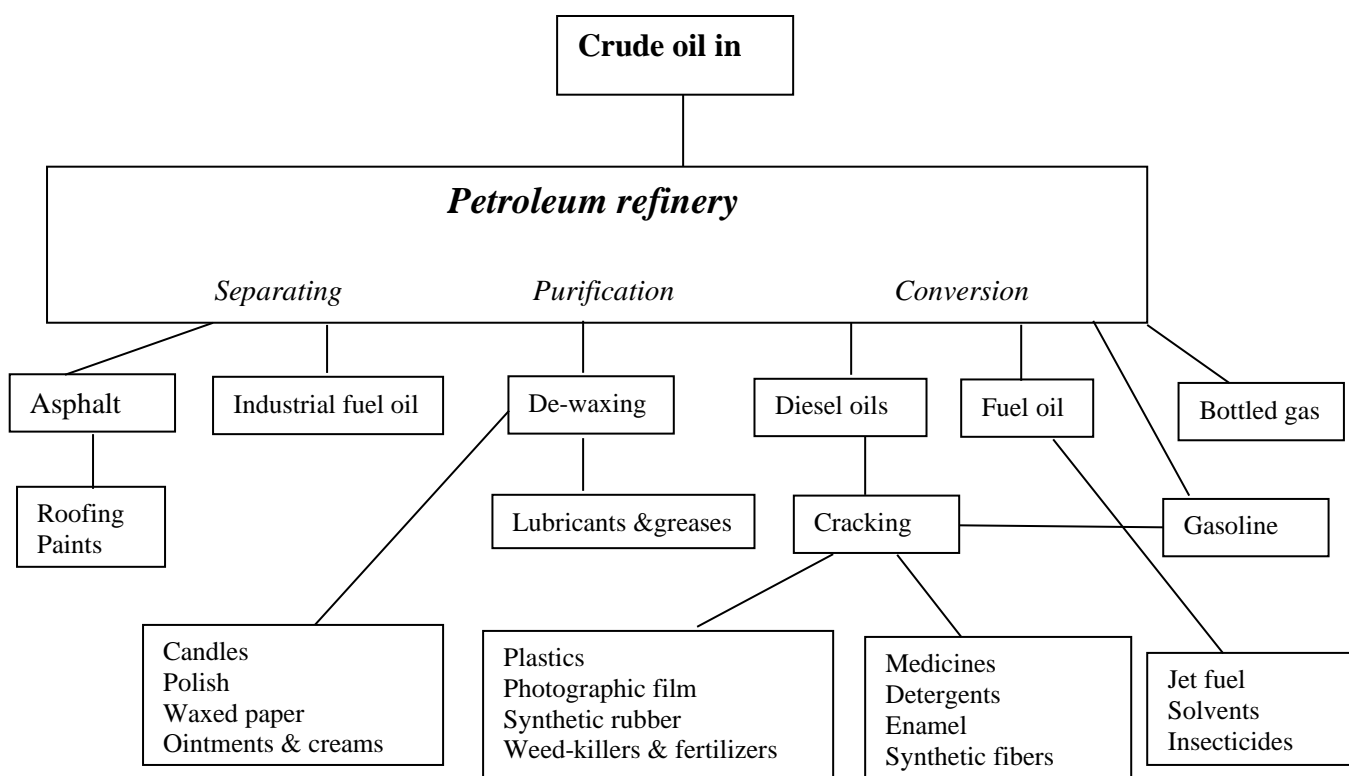 Crude oil in
Petroleum refinery
Separating Purification Conversion
Asphalt
Industrial fuel oil
De-waxing
Diesel oils
Fuel oil
Bottled gas
Roofing
Paints
Lubricants &greases
Cracking
Gasoline
Candles
Polish
Waxed paper
Ointments & creams
Plastics
Photographic film
Synthetic rubber
Weed-killers & fertilizers
Medicines
Detergents
Enamel
Synthetic fibers
Jet fuel
Solvents
Insecticides